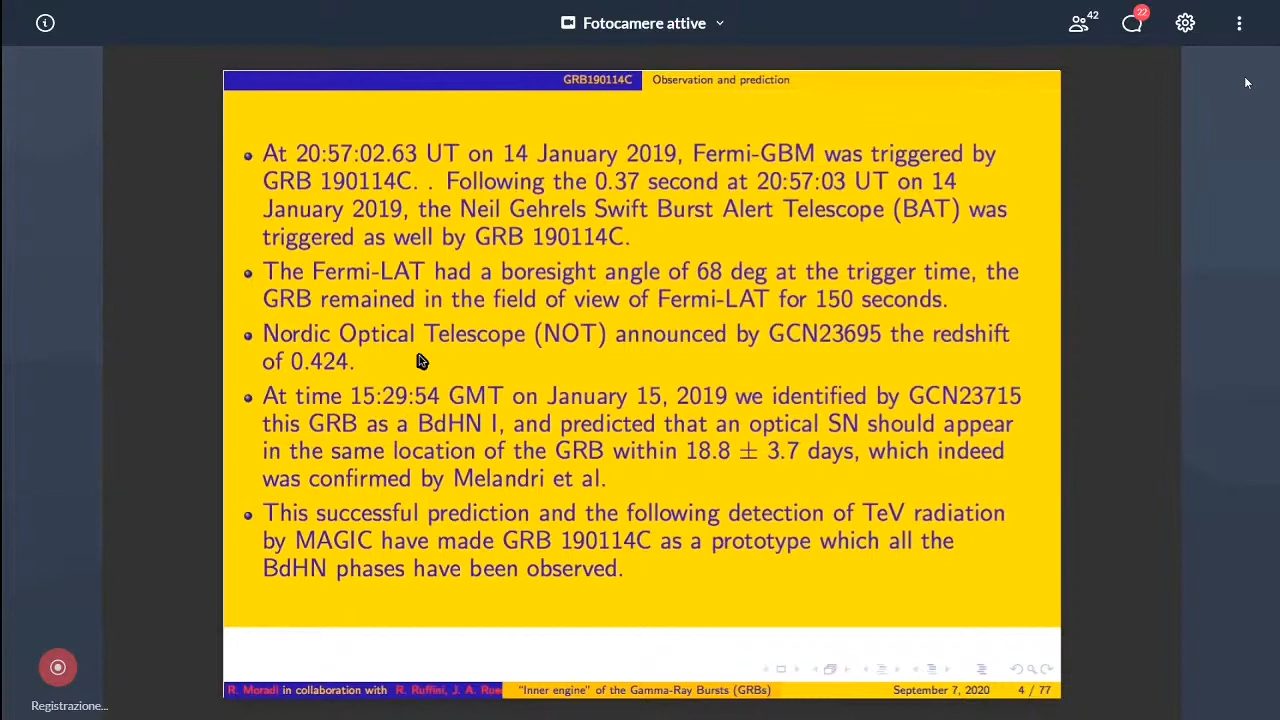 Fotocamere attive
42
22
GRB190114C
Observation and prediction
At 20:57:02.63 UT on 14 January 2019, Fermi-GBM was triggered by
GRB 190114C. . Following the 0.37 second at 20:57:03 UT on 14
January 2019, the Neil Gehrels Swift Burst Alert Telescope (BAT) was
triggered as well by GRB 190114C.
The Fermi-LAT had a boresight angle of 68 deg at the trigger time, the
GRB remained in the field of view of Fermi-LAT for 150 seconds.
Nordic Optical Telescope (NOT) announced by GCN23695 the redshift
of 0.424.
At time 15:29:54 GMT on January 15, 2019 we identified by GCN23715
this GRB as a BdHN I, and predicted that an optical SN should appear
in the same location of the GRB within 18.8 ± 3.7 days, which indeed
was confirmed by Melandri et al.
This successful prediction and the following detection of TeV radiation
by MAGIC have made GRB 190114C as a prototype which all the
BdHN phases have been observed.
R. Moradi in collaboration with R. Ruffini, J. A. Rue
"Inner engine" of the Gamma-Ray Bursts (GRBs)
September 7, 2020
4 / 77
Registrazione...